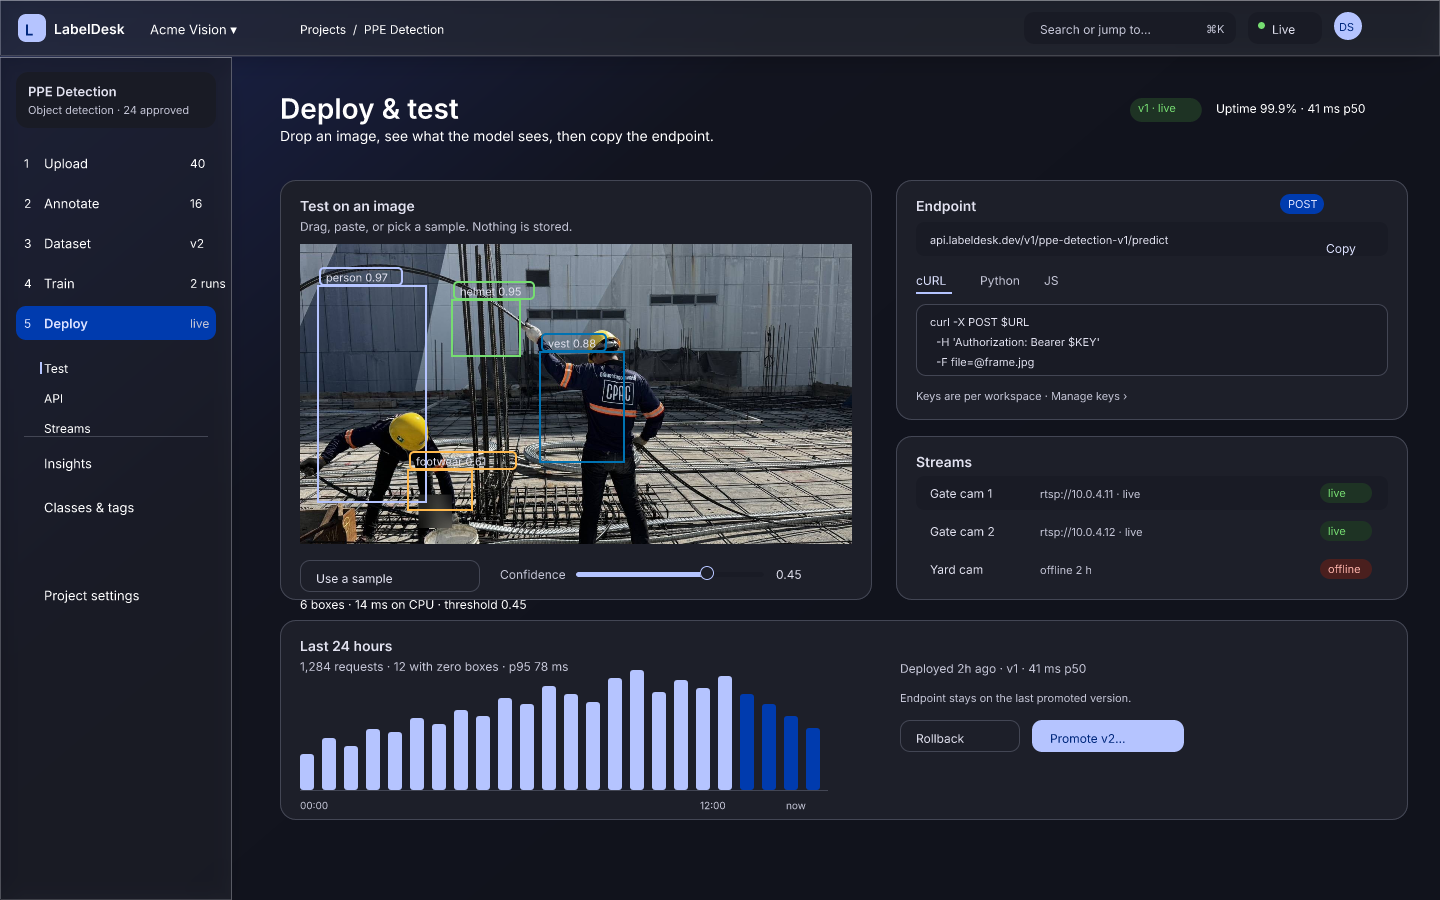 L LabelDesk Acme Vision ▾ Projects / PPE Detection Search or jump to... ⌘K Live DS
PPE Detection
Object detection · 24 approved
1 Upload 40
2 Annotate 16
3 Dataset v2
4 Train 2 runs
5 Deploy live
Test
API
Streams
Insights
Classes & tags
Project settings
Deploy & test
Drop an image, see what the model sees, then copy the endpoint.
v1 · live Uptime 99.9% · 41 ms p50
Test on an image
Drag, paste, or pick a sample. Nothing is stored.
person 0.97
helmet 0.95
vest 0.88
CPAC
footwear 0.61
Use a sample Confidence 0.45
6 boxes · 14 ms on CPU · threshold 0.45
Endpoint POST
api.labeldesk.dev/v1/ppe-detection-v1/predict
Copy
cURL Python JS
curl -X POST $URL
-H 'Authorization: Bearer $KEY'
-F file=@frame.jpg
Keys are per workspace · Manage keys ›
Streams
Gate cam 1 rtsp://10.0.4.11 · live live
Gate cam 2 rtsp://10.0.4.12 · live live
Yard cam offline 2 h offline
Last 24 hours
1,284 requests · 12 with zero boxes · p95 78 ms
00:00 12:00 now
Deployed 2h ago · v1 · 41 ms p50
Endpoint stays on the last promoted version.
Rollback Promote v2...